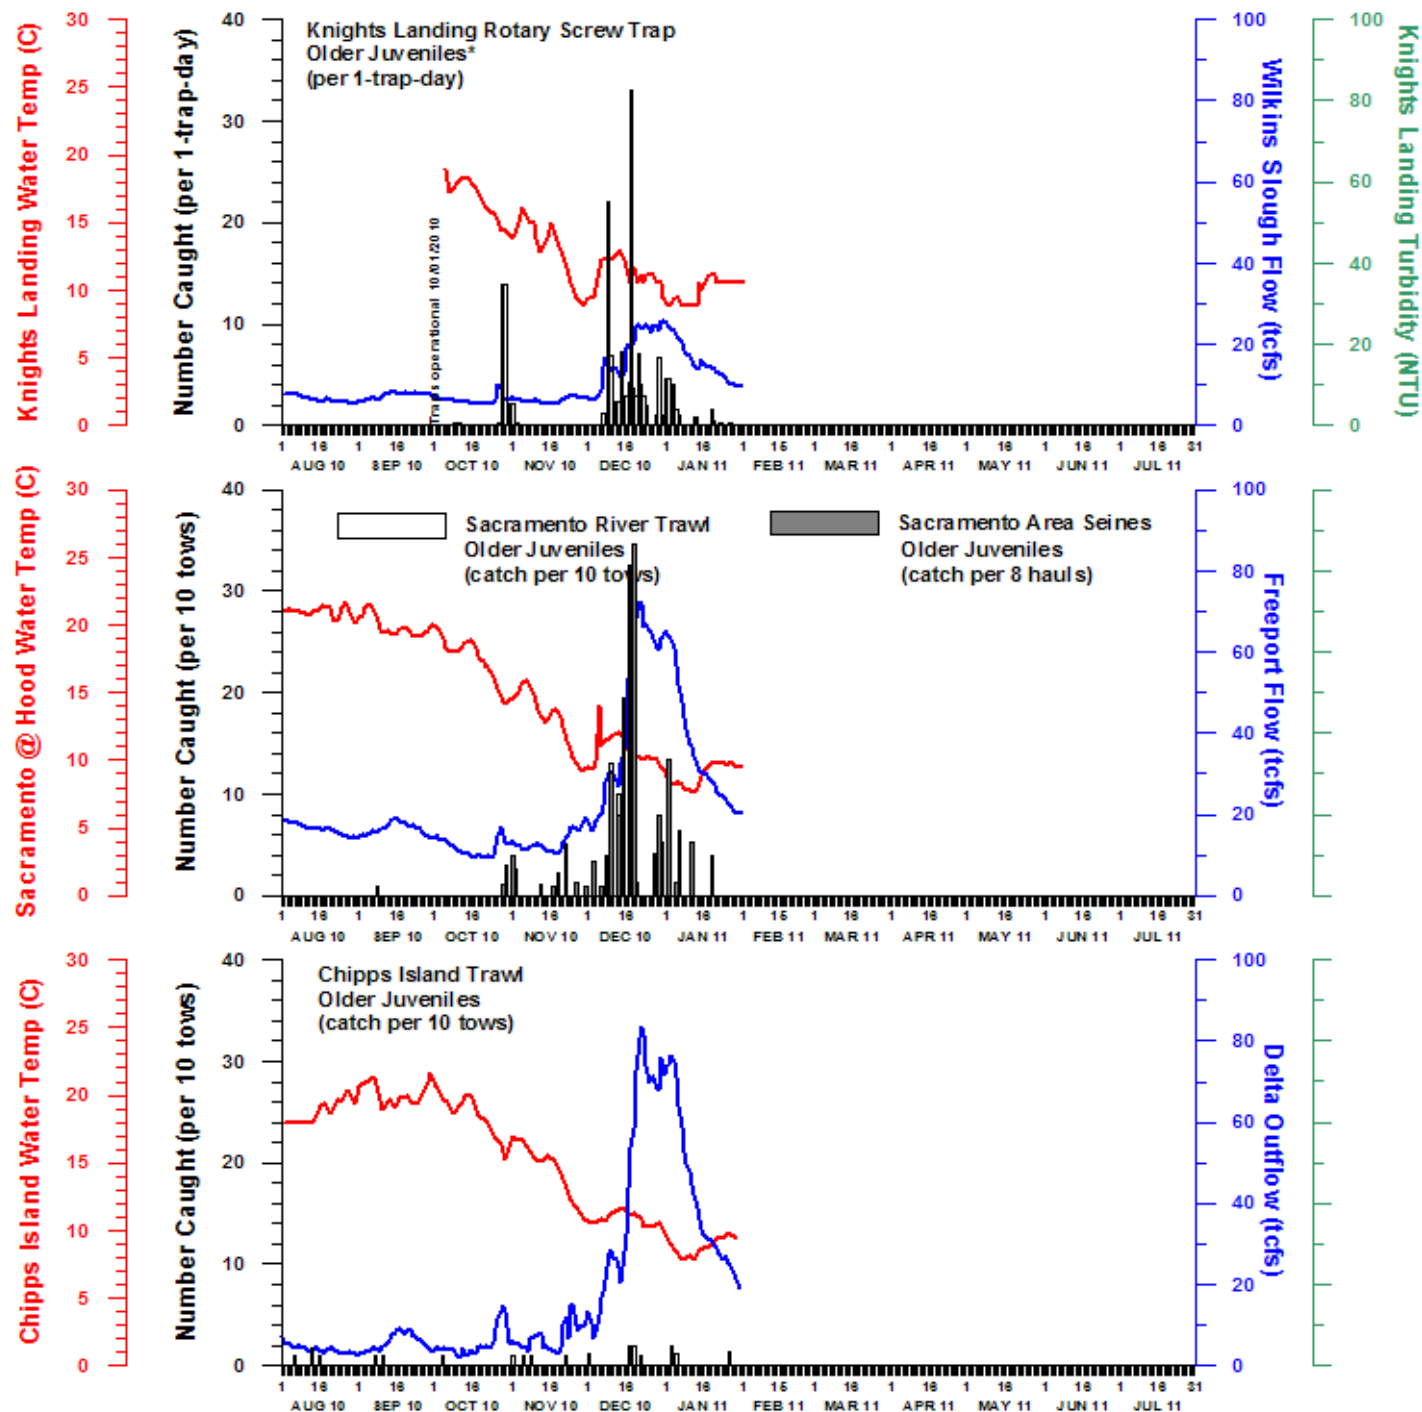 Knights Landing Rotary Screw Trap
Older Juveniles*
(per 1-trap-day)
Knights Landing Water Temp (C)
30
25
20
15
10
5
0
Number Caught (per 1-trap-day)
40
30
20
10
0
Traps operational 10/01/2010
Wilkins Slough Flow (tcfs)
100
80
60
40
20
0
Knights Landing Turbidity (NTU)
100
80
60
40
20
0
1 16 1 16 1 16 1 16 1 16 1 16 1 15 1 16 1 16 1 16 1 16 1 16 31
AUG 10 SEP 10 OCT 10 NOV 10 DEC 10 JAN 11 FEB 11 MAR 11 APR 11 MAY 11 JUN 11 JUL 11
Sacramento River Trawl
Older Juveniles
(catch per 10 tows)
Sacramento Area Seines
Older Juveniles
(catch per 8 hauls)
Sacramento @ Hood Water Temp (C)
30
25
20
15
10
5
0
Number Caught (per 10 tows)
40
30
20
10
0
Freeport Flow (tcfs)
100
80
60
40
20
0
1 16 1 16 1 16 1 16 1 16 1 16 1 15 1 16 1 16 1 16 1 16 1 16 31
AUG 10 SEP 10 OCT 10 NOV 10 DEC 10 JAN 11 FEB 11 MAR 11 APR 11 MAY 11 JUN 11 JUL 11
Chipps Island Trawl
Older Juveniles
(catch per 10 tows)
Chipps Island Water Temp (C)
30
25
20
15
10
5
0
Number Caught (per 10 tows)
40
30
20
10
0
Delta Outflow (tcfs)
100
80
60
40
20
0
1 16 1 16 1 16 1 16 1 16 1 16 1 15 1 16 1 16 1 16 1 16 1 16 31
AUG 10 SEP 10 OCT 10 NOV 10 DEC 10 JAN 11 FEB 11 MAR 11 APR 11 MAY 11 JUN 11 JUL 11